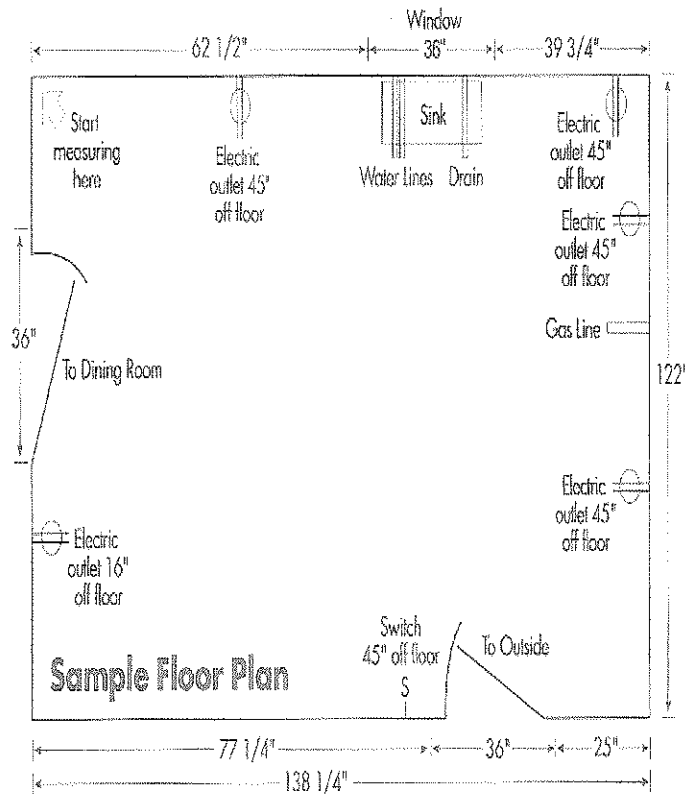 Window
62 1/2"
36"
39 3/4"
Start
measuring
here
Electric
outlet 45"
off floor
Sink
Water Lines
Drain
Electric
outlet 45"
off floor
Electric
outlet 45"
off floor
36"
Gas Line
To Dining Room
122"
Electric
outlet 45"
off floor
Electric
outlet 16"
off floor
Switch
45" off floor
S
To Outside
Sample Floor Plan
77 1/4"
36"
25"
138 1/4"